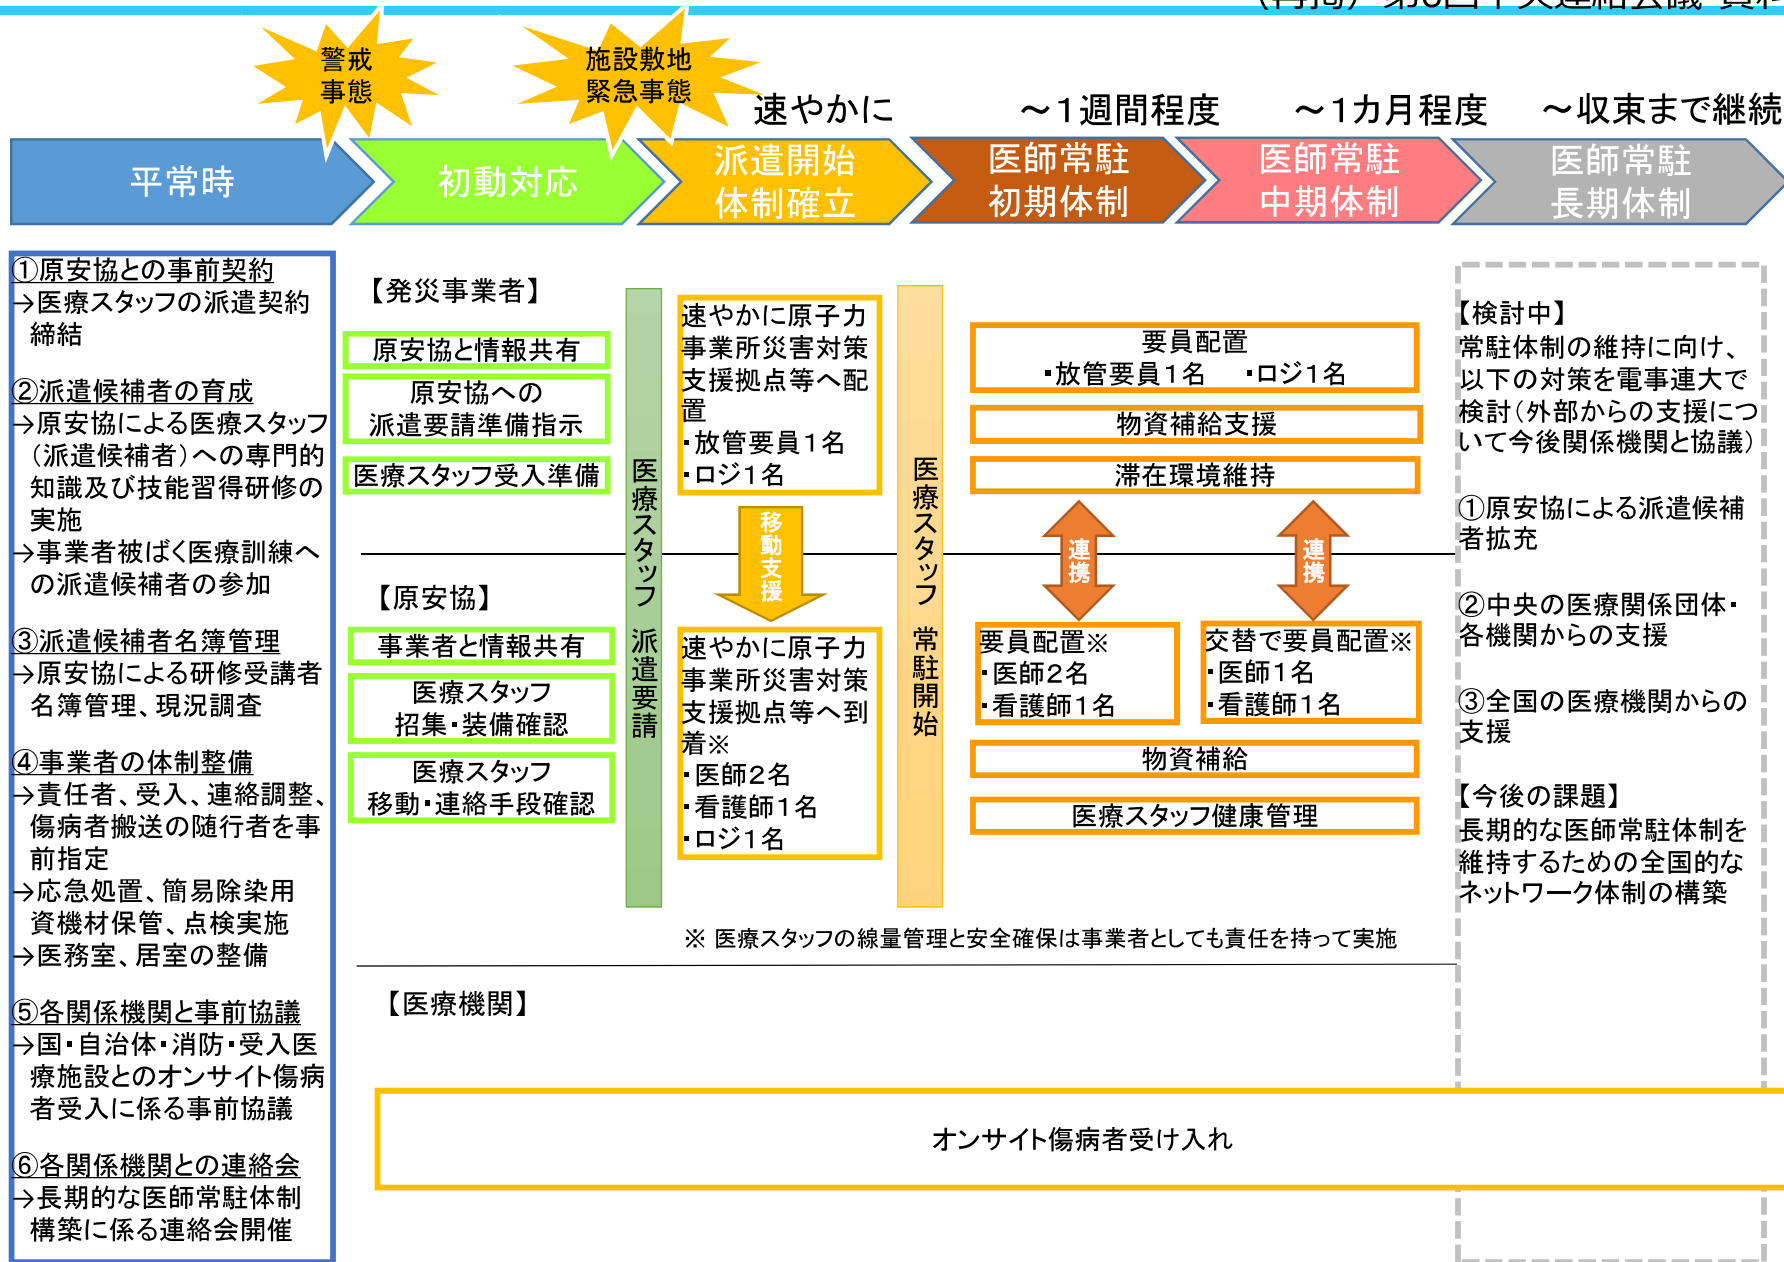 警戒
事態
施設敷地
緊急事態
速やかに
～1週間程度
～1カ月程度
～収束まで継続
平常時
初動対応
派遣開始
体制確立
医師常駐
初期体制
医師常駐
中期体制
医師常駐
長期体制
①原安協との事前契約
→医療スタッフの派遣契約
締結
②派遣候補者の育成
→原安協による医療スタッフ
（派遣候補者）への専門的
知識及び技能習得研修の
実施
→事業者被ばく医療訓練へ
の派遣候補者の参加
③派遣候補者名簿管理
→原安協による研修受講者
名簿管理、現況調査
④事業者の体制整備
→責任者、受入、連絡調整、
傷病者搬送の随行者を事
前指定
→応急処置、簡易除染用
資機材保管、点検実施
→医務室、居室の整備
⑤各関係機関と事前協議
→国・自治体・消防・受入医
療施設とのオンサイト傷病
者受入に係る事前協議
⑥各関係機関との連絡会
→長期的な医師常駐体制
構築に係る連絡会開催
【発災事業者】
原安協と情報共有
原安協への
派遣要請準備指示
医療スタッフ受入準備
【原安協】
事業者と情報共有
医療スタッフ
招集・装備確認
医療スタッフ
移動・連絡手段確認
医療スタッフ 派遣要請
速やかに原子力
事業所災害対策
支援拠点等へ配
置
・放管要員1名
・ロジ1名
移動支援
速やかに原子力
事業所災害対策
支援拠点等へ到
着※
・医師2名
・看護師1名
・ロジ1名
医療スタッフ 常駐開始
要員配置
・放管要員1名 ・ロジ1名
物資補給支援
滞在環境維持
連携
連携
要員配置※
・医師2名
・看護師1名
交替で要員配置※
・医師1名
・看護師1名
物資補給
医療スタッフ健康管理
※ 医療スタッフの線量管理と安全確保は事業者としても責任を持って実施
【医療機関】
オンサイト傷病者受け入れ
【検討中】
常駐体制の維持に向け、
以下の対策を電事連大で
検討（外部からの支援につ
いて今後関係機関と協議）
①原安協による派遣候補
者拡充
②中央の医療関係団体・
各機関からの支援
③全国の医療機関からの
支援
【今後の課題】
長期的な医師常駐体制を
維持するための全国的な
ネットワーク体制の構築